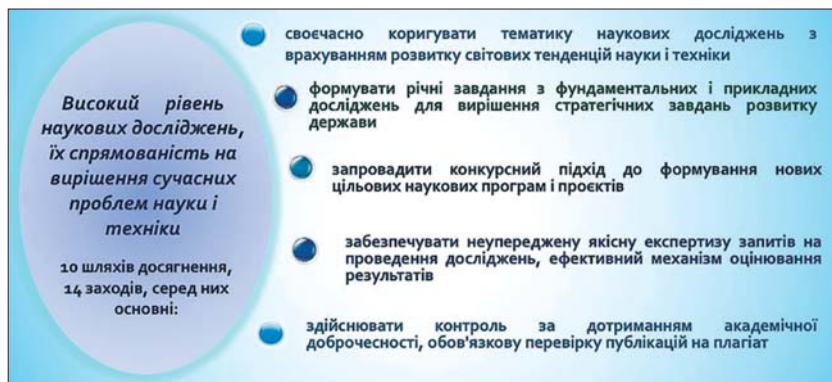 Високий рівень
наукових досліджень,
їх спрямованість на
вирішення сучасних
проблем науки і
техніки
10 шляхів досягнення,
14 заходів, серед них
основні:
своєчасно коригувати тематику наукових досліджень з
врахуванням розвитку світових тенденцій науки і техніки
формувати річні завдання з фундаментальних і прикладних
досліджень для вирішення стратегічних завдань розвитку
держави
запровадити конкурсний підхід до формування нових
цільових наукових програм і проєктів
забезпечувати неупереджену якісну експертизу запитів на
проведення досліджень, ефективний механізм оцінювання
результатів
здійснювати контроль за дотриманням академічної
доброчесності, обов'язкову перевірку публікацій на плагіат